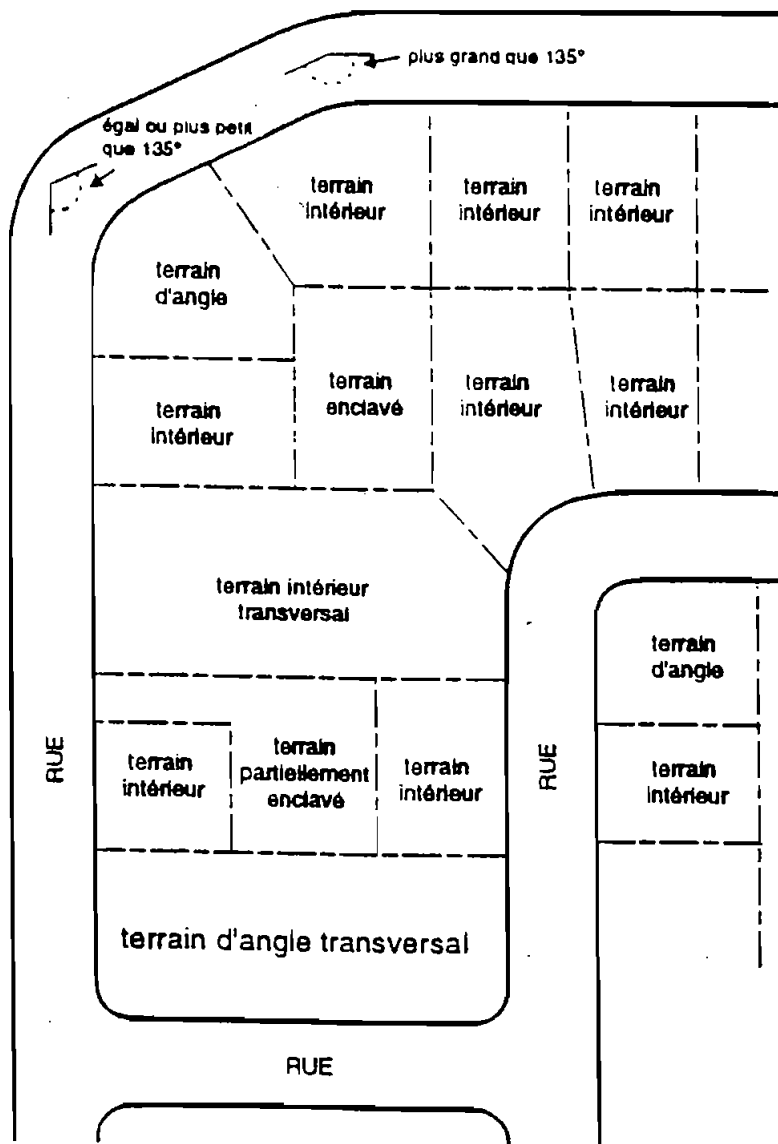 plus grand que 135°
égal ou plus petit
que 135°
terrain
intérieur
terrain
intérieur
terrain
intérieur
terrain
d'angle
terrain
intérieur
terrain
enclavé
terrain
intérieur
terrain
intérieur
terrain intérieur
transversal
terrain
d'angle
RUE
terrain
intérieur
terrain
partiellement
enclavé
terrain
intérieur
RUE
terrain
intérieur
terrain d'angle transversal
RUE